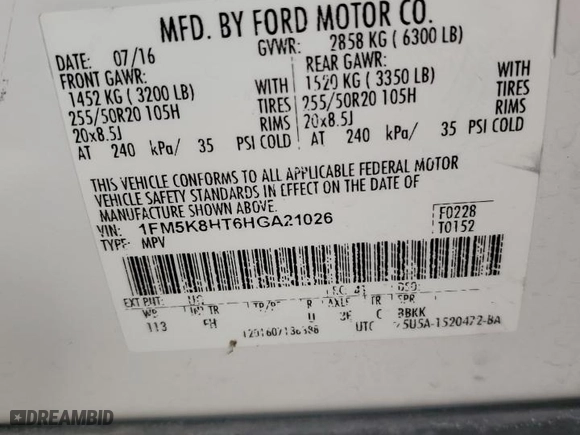 MFD. BY FORD MOTOR CO.
DATE: 07/16 GVWR: 2858 KG ( 6300 LB)
FRONT GAWR: REAR GAWR:
1452 KG ( 3200 LB) WITH 1520 KG ( 3350 LB) WITH
255/50R20 105H TIRES 255/50R20 105H TIRES
20x8.5J RIMS 20x8.5J RIMS
AT 240 kPa/ 35 PSI COLD AT 240 kPa/ 35 PSI COLD
THIS VEHICLE CONFORMS TO ALL APPLICABLE FEDERAL MOTOR
VEHICLE SAFETY STANDARDS IN EFFECT ON THE DATE OF
MANUFACTURE SHOWN ABOVE.
VIN: 1FM5K8HT6HGA21026 F0228
TYPE: MPV T0152
EXT PNT:
113 UTC
DREAMBID